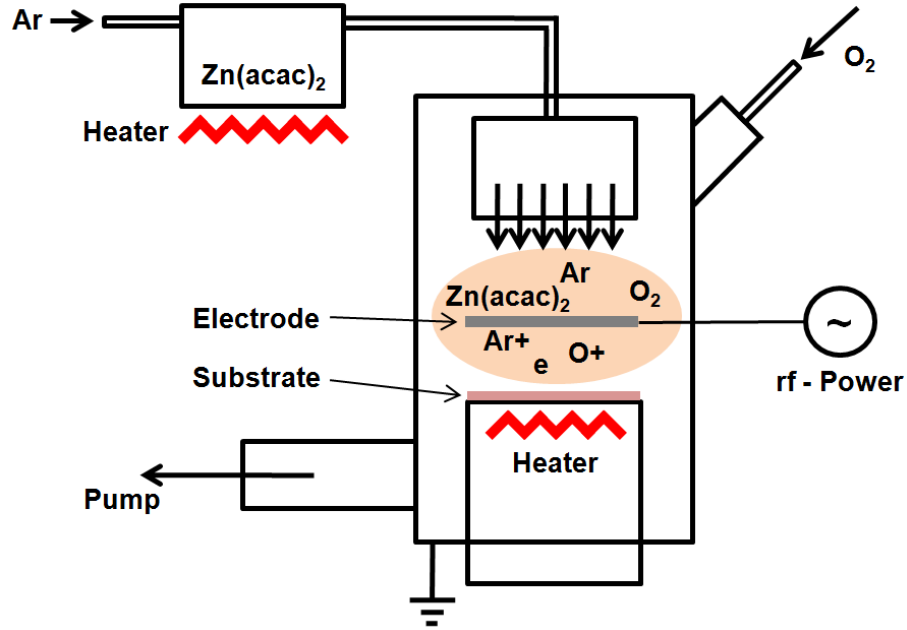 Ar
Zn(acac)2
O2
Heater
Ar
Zn(acac)2
O2
Electrode
Ar+
e
O+
~
Substrate
rf - Power
Heater
Pump